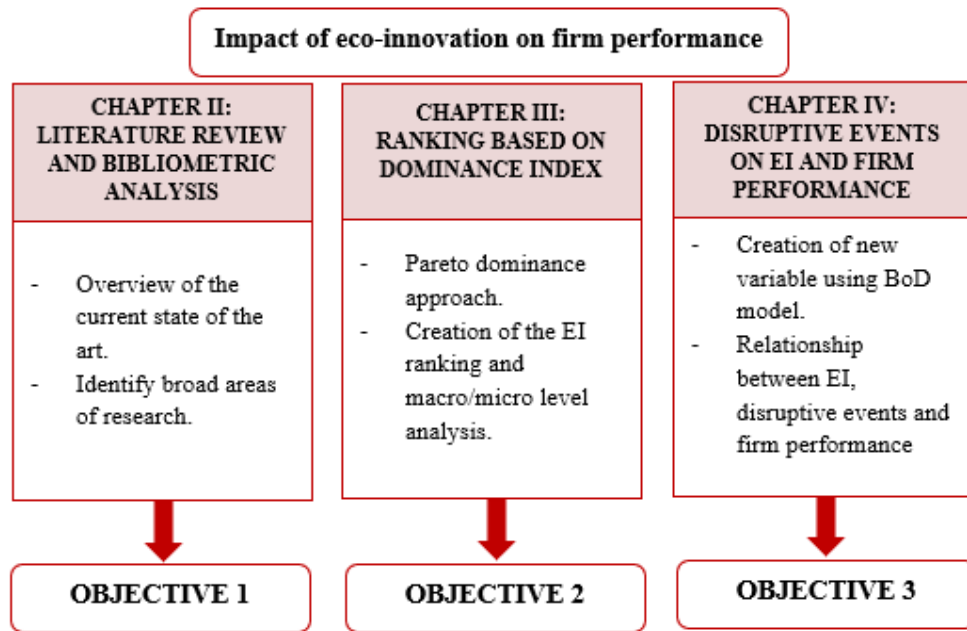 Impact of eco-innovation on firm performance
CHAPTER II:
LITERATURE REVIEW
AND BIBLIOMETRIC
ANALYSIS
- Overview of the
current state of the
art.
- Identify broad areas
of research.
OBJECTIVE 1
CHAPTER III:
RANKING BASED ON
DOMINANCE INDEX
- Pareto dominance
approach.
- Creation of the EI
ranking and
macro/micro level
analysis.
OBJECTIVE 2
CHAPTER IV:
DISRUPTIVE EVENTS
ON EI AND FIRM
PERFORMANCE
- Creation of new
variable using BoD
model.
- Relationship
between EI,
disruptive events and
firm performance
OBJECTIVE 3